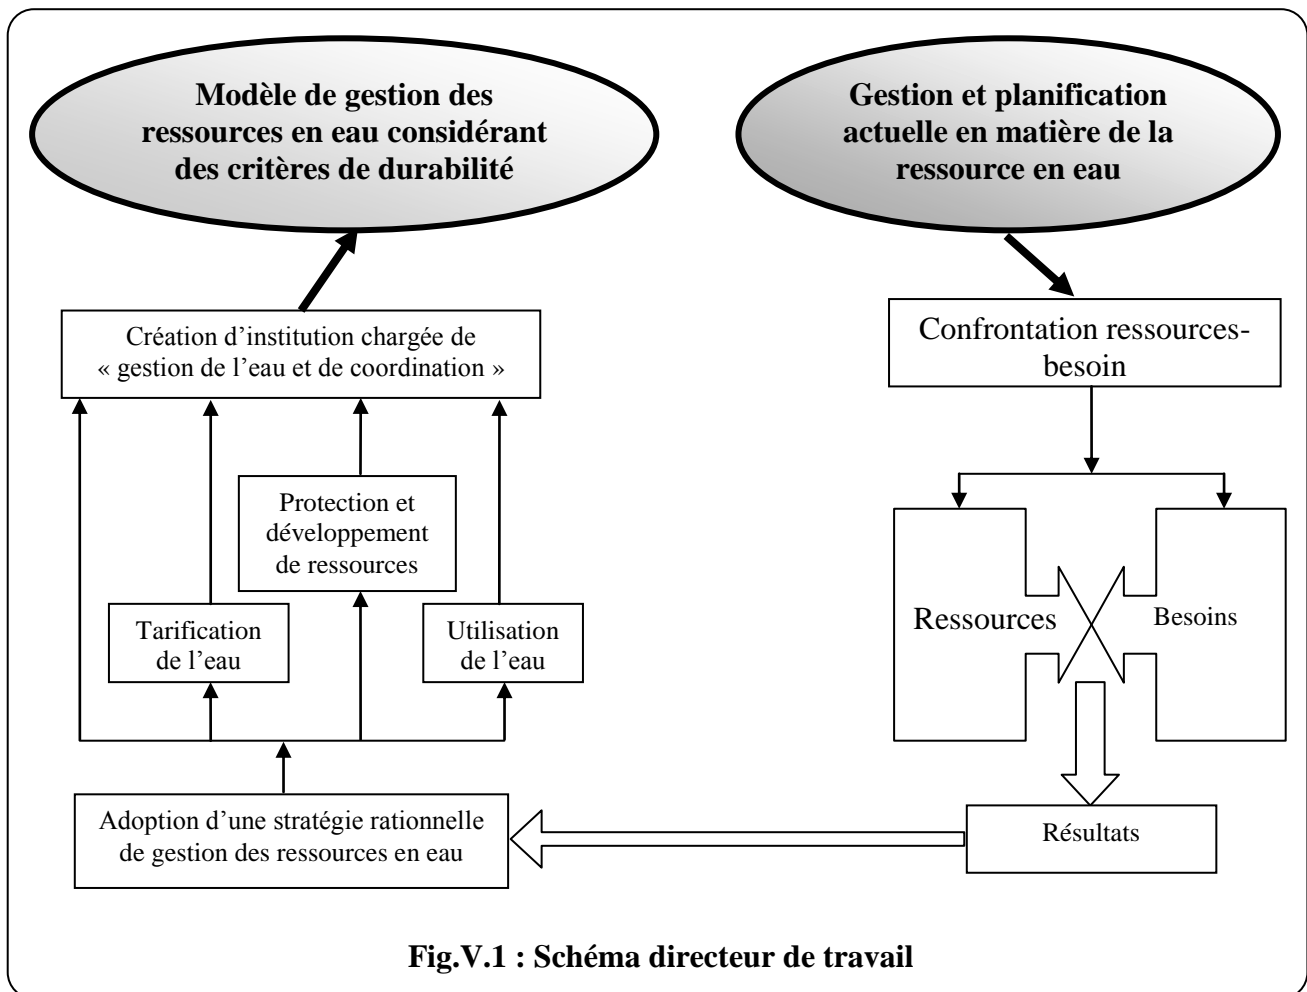 Modèle de gestion des
ressources en eau considérant
des critères de durabilité
Gestion et planification
actuelle en matière de la
ressource en eau
Création d’institution chargée de
« gestion de l’eau et de coordination »
Confrontation ressources-
besoin
Protection et
développement
de ressources
Tarification
de l’eau
Utilisation
de l’eau
Ressources
Besoins
Adoption d’une stratégie rationnelle
de gestion des ressources en eau
Résultats
Fig.V.1 : Schéma directeur de travail